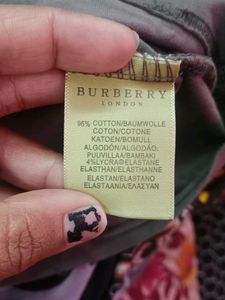 BURBERRY
LONDON
96% COTTON/BAUMWOLLE
COTON/COTONE
KATOEN/BOMULL
ALGODÓN/ALGODÃO.
PUUVILLAA/BAMBAKI
4%LYCRA@ELASTANE
ELASTHAN/ELASTHANNE
ELASTAN/ELASTANO
ELASTAANIA/ΕΛΑΣΥΑΝ